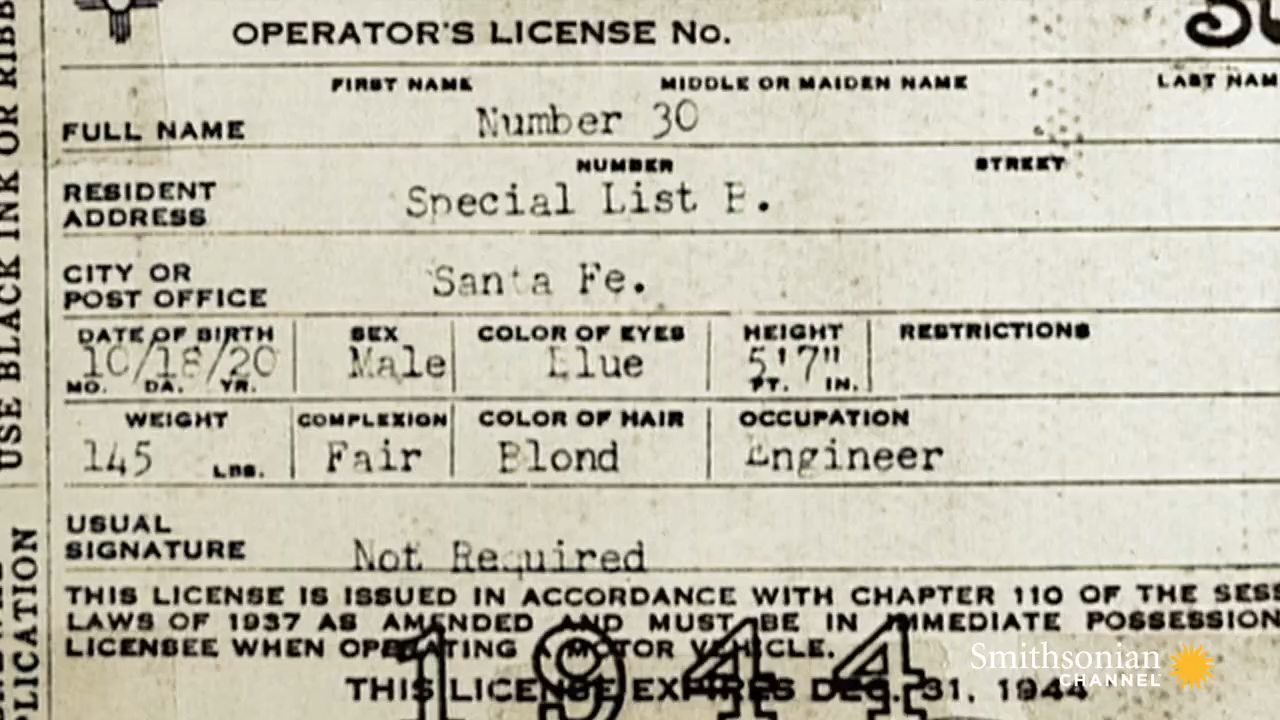 OPERATOR'S LICENSE No.
FIRST NAME MIDDLE OR MAIDEN NAME LAST NAM
FULL NAME Number 30
NUMBER STREET
RESIDENT
ADDRESS Special List B.
CITY OR
POST OFFICE Santa Fe.
DATE OF BIRTH SEX COLOR OF EYES HEIGHT RESTRICTIONS
10/18/20 Male Blue 5'7"
MO. DA. YR. FT. IN.
WEIGHT COMPLEXION COLOR OF HAIR OCCUPATION
145 LBS. Fair Blond Engineer
USUAL
SIGNATURE Not Required
THIS LICENSE IS ISSUED IN ACCORDANCE WITH CHAPTER 110 OF THE SESS
LAWS OF 1937 AS AMENDED AND MUST BE IN IMMEDIATE POSSESSION
LICENSEE WHEN OPERATING A MOTOR VEHICLE.
1944
THIS LICENSE EXPIRES DEC. 31, 1944
USE BLACK INK OR RIBB
PLICATION
Smithsonian
CHANNEL